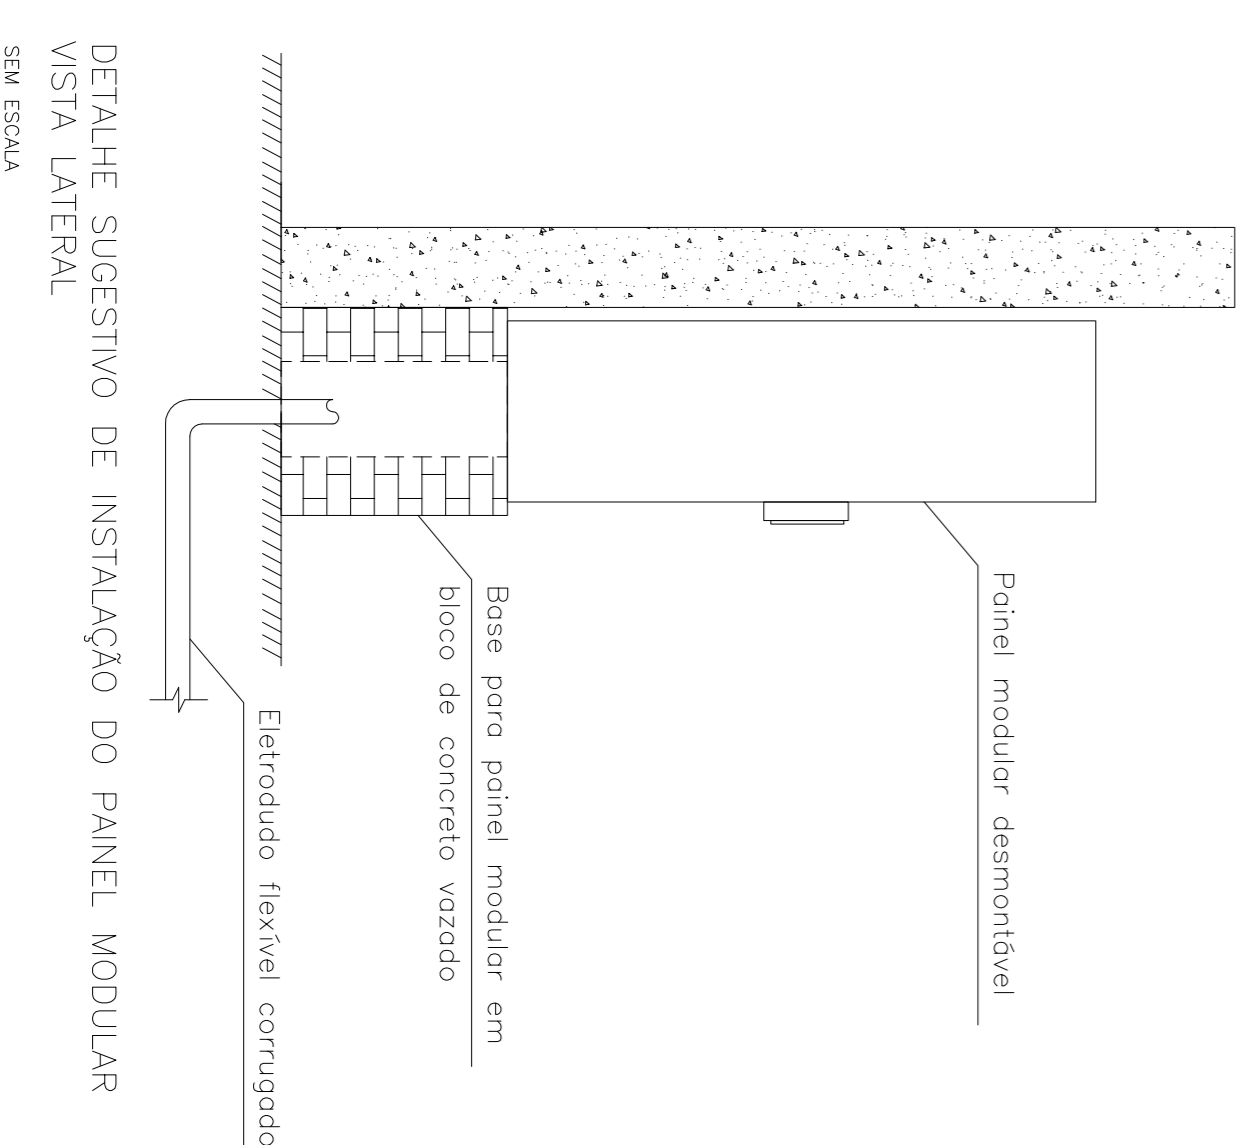 Painel modular desmontável
Base para painel modular em
bloco de concreto vazado
Eletrodudo flexível corrugado
DETALHE SUGESTIVO DE INSTALAÇÃO DO PAINEL MODULAR
VISTA LATERAL
SEM ESCALA